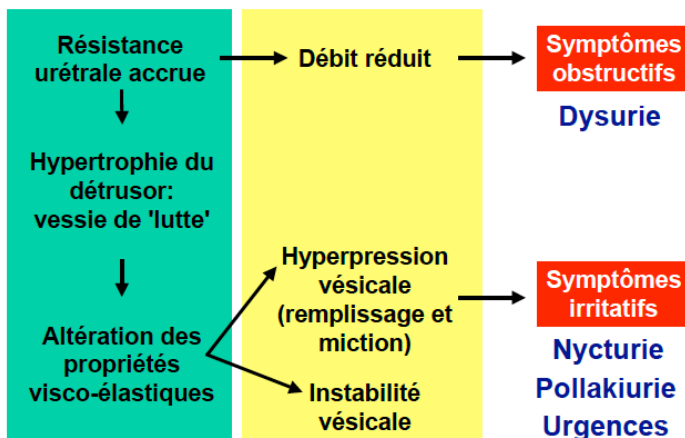 Résistance
urétrale accrue
Débit réduit
Symptômes
obstructifs
Dysurie
Hypertrophie du
détrusor:
vessie de 'lutte'
Hyperpression
vésicale
(remplissage et
miction)
Symptômes
irritatifs
Altération des
propriétés
visco-élastiques
Instabilité
vésicale
Nycturie
Pollakiurie
Urgences